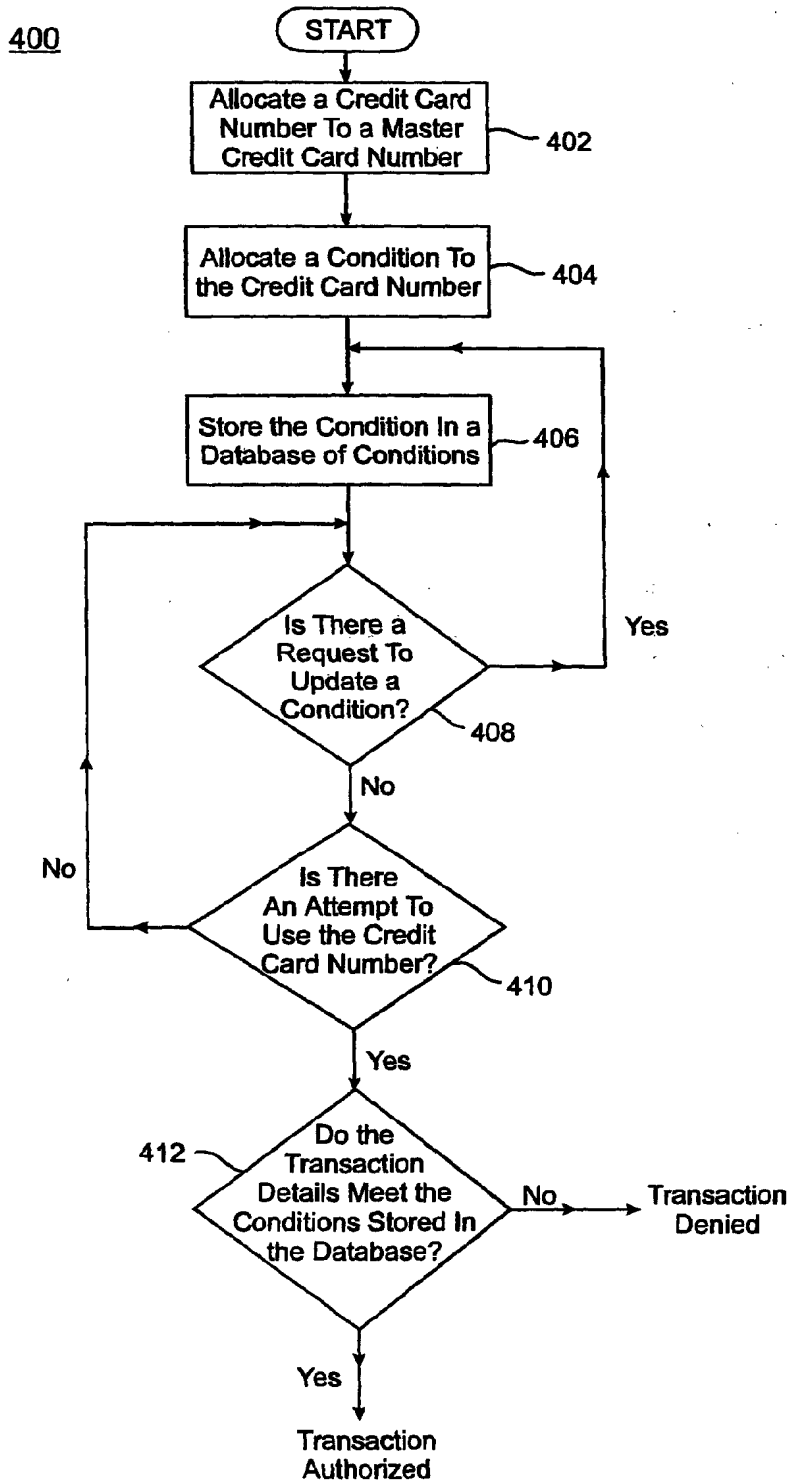 400
START
Allocate a Credit Card
Number To a Master
Credit Card Number
402
Allocate a Condition To
the Credit Card Number
404
Store the Condition In a
Database of Conditions
406
Is There a
Request To
Update a
Condition?
408
Yes
No
Is There
An Attempt To
Use the Credit
Card Number?
410
No
Yes
412
Do the
Transaction
Details Meet the
Conditions Stored In
the Database?
No
Transaction
Denied
Yes
Transaction
Authorized